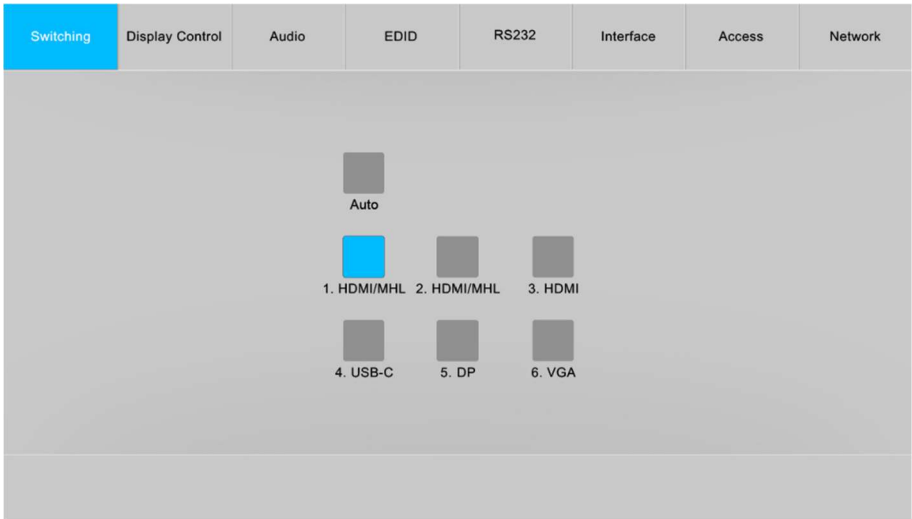 Switching Display Control Audio EDID RS232 Interface Access Network
Auto
1. HDMI/MHL 2. HDMI/MHL 3. HDMI
4. USB-C 5. DP 6. VGA